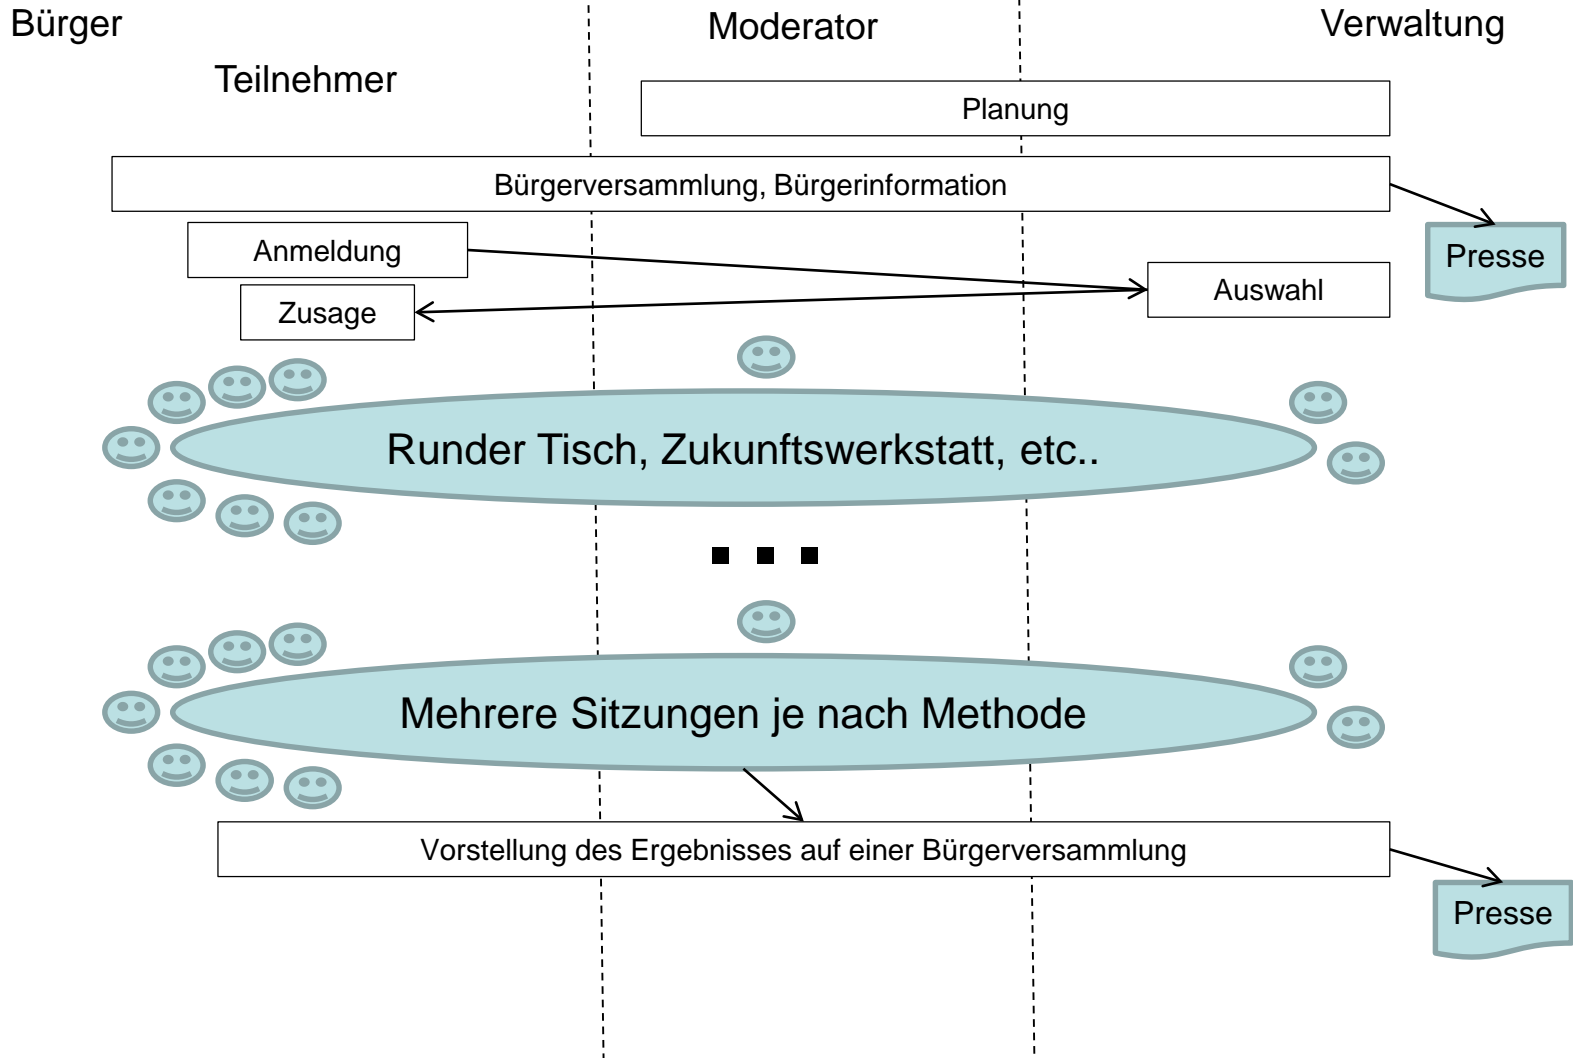 Bürger
Moderator
Verwaltung
Teilnehmer
Planung
Bürgerversammlung, Bürgerinformation
Presse
Anmeldung
Auswahl
Zusage
Runder Tisch, Zukunftswerkstatt, etc..
Mehrere Sitzungen je nach Methode
Vorstellung des Ergebnisses auf einer Bürgerversammlung
Presse